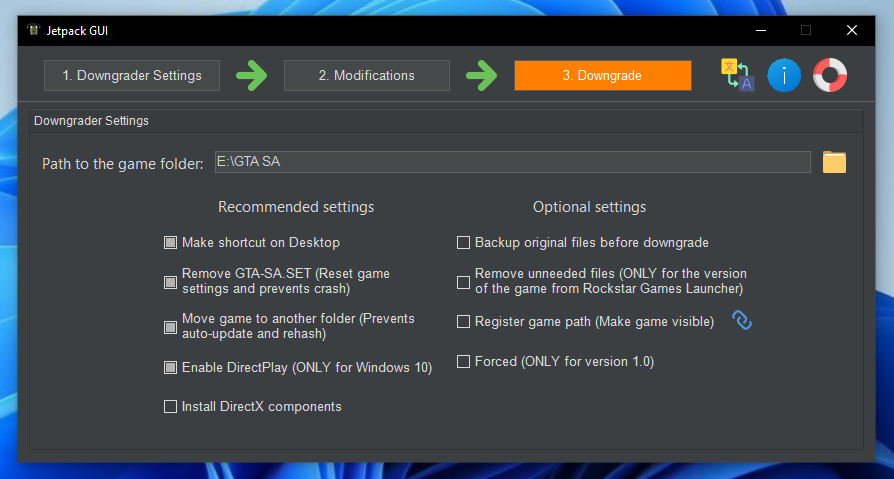 Jetpack GUI
1. Downgrader Settings
2. Modifications
3. Downgrade
文
A
i
Downgrader Settings
Path to the game folder:
E:\GTA SA
Recommended settings
Optional settings
Make shortcut on Desktop
Backup original files before downgrade
Remove GTA-SA.SET (Reset game
settings and prevents crash)
Remove unneeded files (ONLY for the version
of the game from Rockstar Games Launcher)
Move game to another folder (Prevents
auto-update and rehash)
Register game path (Make game visible)
Enable DirectPlay (ONLY for Windows 10)
Forced (ONLY for version 1.0)
Install DirectX components